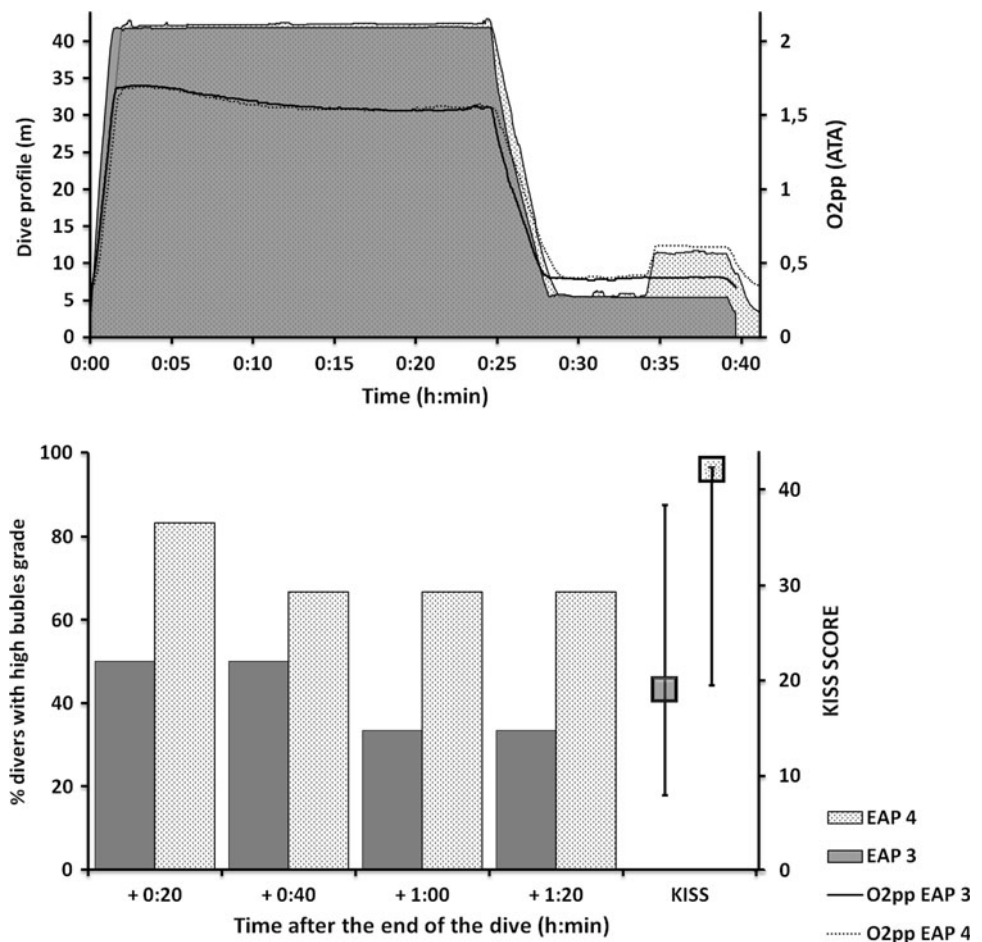 Dive profile (m)
40
35
30
25
20
15
10
5
0
2
1,5
1
0,5
0
O2pp (ATA)
0:00 0:05 0:10 0:15 0:20 0:25 0:30 0:35 0:40
Time (h:min)
% divers with high bubbles grade
100
80
60
40
20
0
40
30
20
10
0
KISS SCORE
+ 0:20 + 0:40 + 1:00 + 1:20 KISS
Time after the end of the dive (h:min)
EAP 4
EAP 3
O2pp EAP 3
O2pp EAP 4